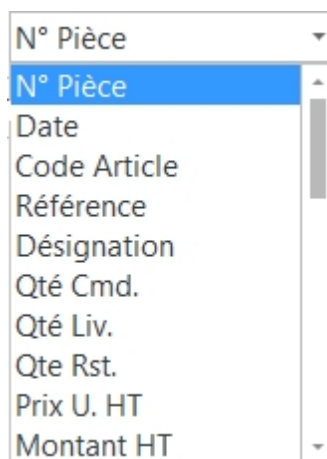 N° Pièce
N° Pièce
Date
Code Article
Référence
Désignation
Qté Cmd.
Qté Liv.
Qte Rst.
Prix U. HT
Montant HT